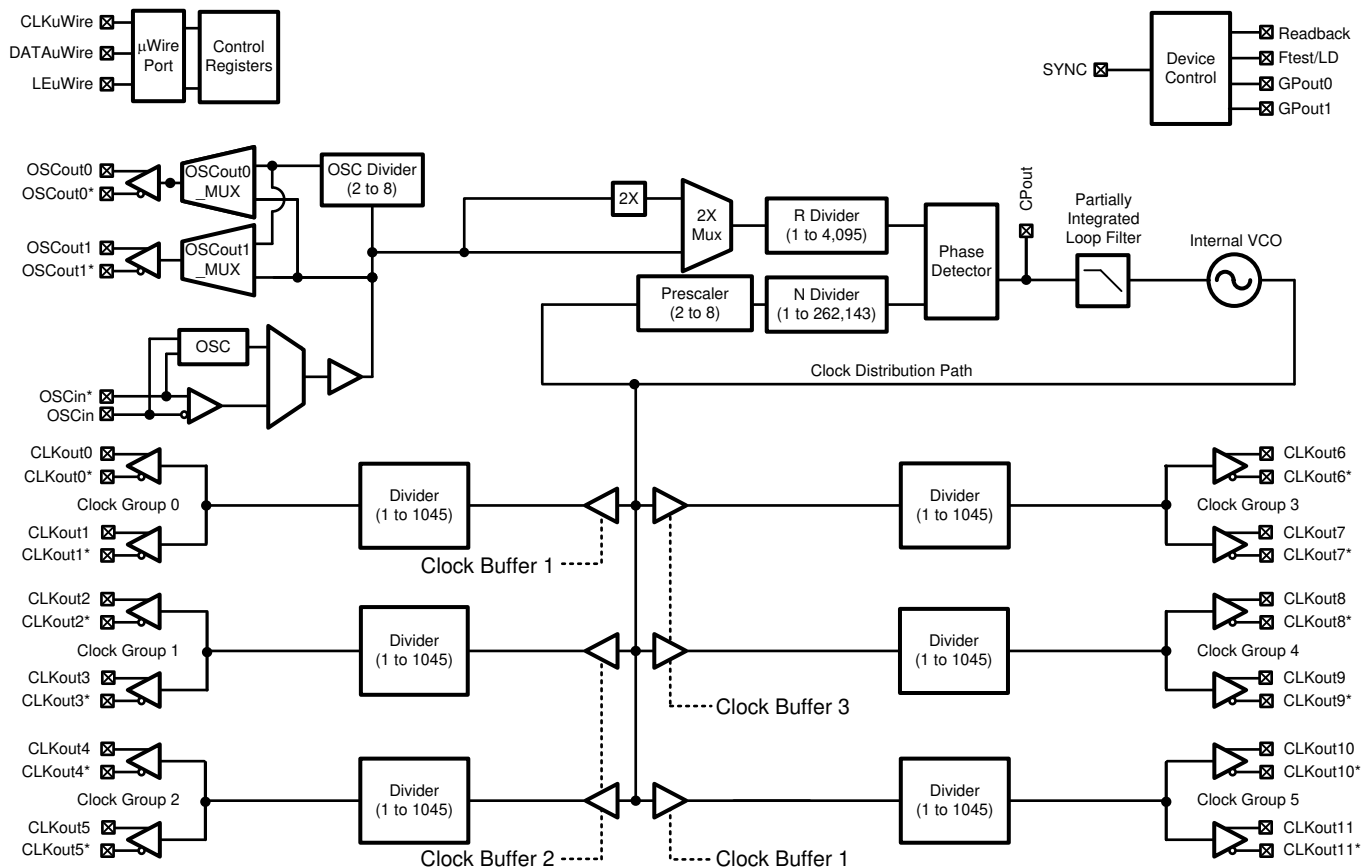 CLKuWire
DATAuWire
LEuWire
µWire
Port
Control
Registers
SYNC
Device
Control
Readback
Ftest/LD
GPout0
GPout1
OSCout0
OSCout0*
OSCout0
_MUX
OSC Divider
(2 to 8)
OSCout1
OSCout1*
OSCout1
_MUX
2X
2X
Mux
R Divider
(1 to 4,095)
Phase
Detector
CPout
Partially
Integrated
Loop Filter
Internal VCO
Prescaler
(2 to 8)
N Divider
(1 to 262,143)
OSC
OSCin*
OSCin
Clock Distribution Path
CLKout0
CLKout0*
Clock Group 0
CLKout1
CLKout1*
Divider
(1 to 1045)
Clock Buffer 1
Divider
(1 to 1045)
CLKout6
CLKout6*
Clock Group 3
CLKout7
CLKout7*
CLKout2
CLKout2*
Clock Group 1
CLKout3
CLKout3*
Divider
(1 to 1045)
Clock Buffer 3
Divider
(1 to 1045)
CLKout8
CLKout8*
Clock Group 4
CLKout9
CLKout9*
CLKout4
CLKout4*
Clock Group 2
CLKout5
CLKout5*
Divider
(1 to 1045)
Clock Buffer 2
Clock Buffer 1
Divider
(1 to 1045)
CLKout10
CLKout10*
Clock Group 5
CLKout11
CLKout11*